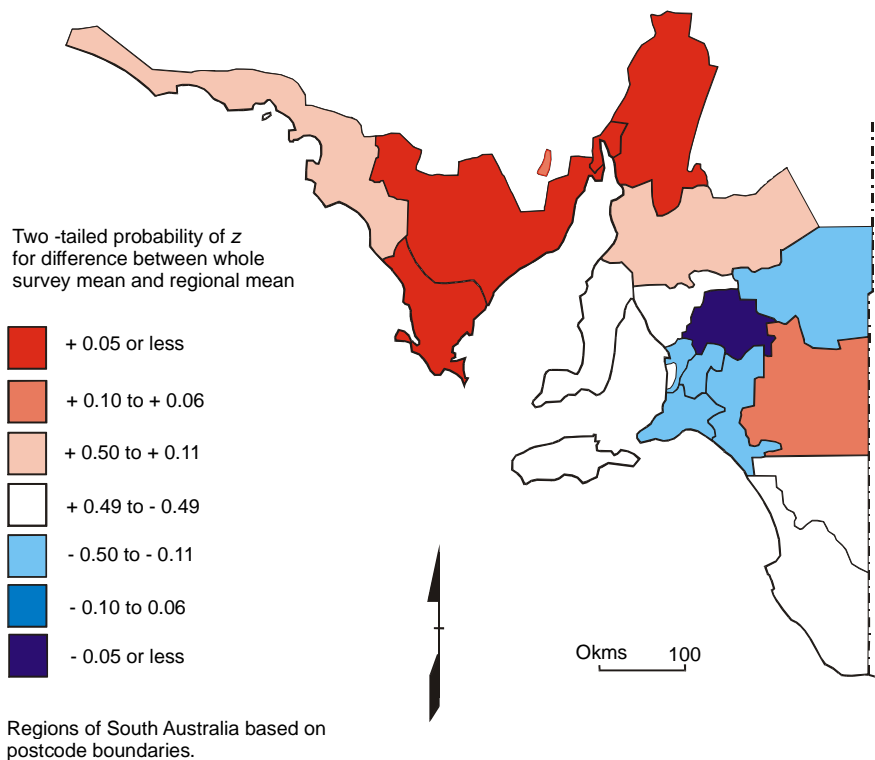 Two -tailed probability of z
for difference between whole
survey mean and regional mean
+ 0.05 or less
+ 0.10 to + 0.06
+ 0.50 to + 0.11
+ 0.49 to - 0.49
- 0.50 to - 0.11
- 0.10 to 0.06
- 0.05 or less
Okms 100
Regions of South Australia based on
postcode boundaries.